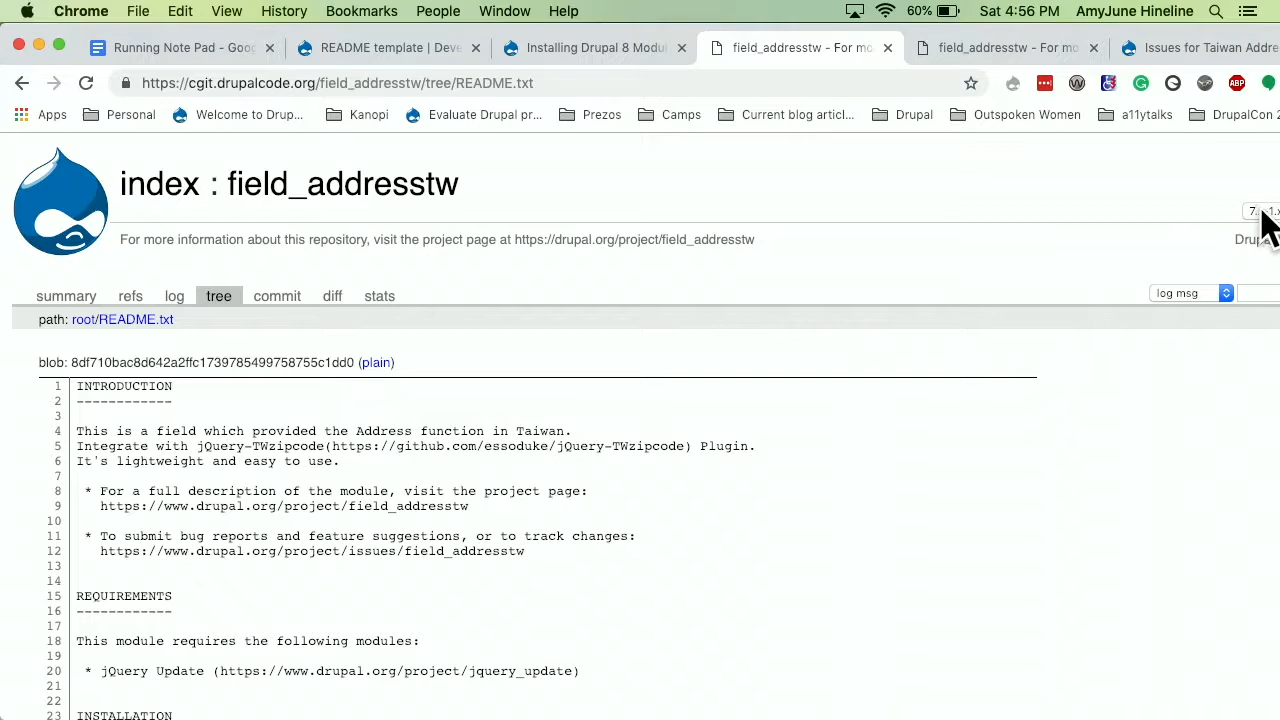 Chrome File Edit View History Bookmarks People Window Help 60% Sat 4:56 PM AmyJune Hineline
Running Note Pad - Goog × README template | Deve × Installing Drupal 8 Modul × field_addresstw - For mo × field_addresstw - For mo × Issues for Taiwan Addre
https://cgit.drupalcode.org/field_addresstw/tree/README.txt
Apps Personal Welcome to Drup... Kanopi Evaluate Drupal pr... Prezos Camps Current blog articl... Drupal Outspoken Women a11ytalks DrupalCon 2
index : field_addresstw
For more information about this repository, visit the project page at https://drupal.org/project/field_addresstw
summary refs log tree commit diff stats log msg
path: root/README.txt
blob: 8df710bac8d642a2ffc1739785499758755c1dd0 (plain)
1 INTRODUCTION
2 ------------
3
4 This is a field which provided the Address function in Taiwan.
5 Integrate with jQuery-TWzipcode(https://github.com/essoduke/jQuery-TWzipcode) Plugin.
6 It's lightweight and easy to use.
7
8 * For a full description of the module, visit the project page:
9 https://www.drupal.org/project/field_addresstw
10
11 * To submit bug reports and feature suggestions, or to track changes:
12 https://www.drupal.org/project/issues/field_addresstw
13
14
15 REQUIREMENTS
16 ------------
17
18 This module requires the following modules:
19
20 * jQuery Update (https://www.drupal.org/project/jquery_update)
21
22
23 INSTALLATION